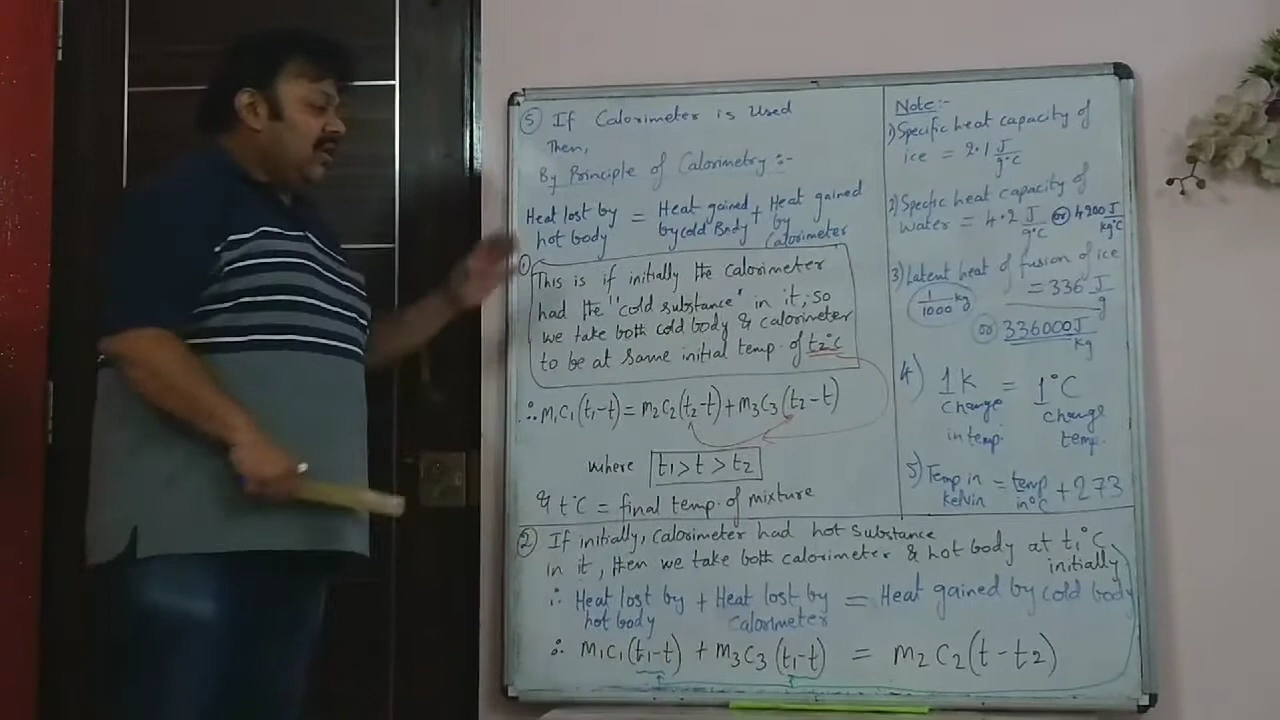 ⑤ If Calorimeter is Used
Then,
By Principle of Calorimetry :-
Heat lost by hot body = Heat gained by cold Body + Heat gained by Calorimeter
① This is if initially the calorimeter
had the "cold substance" in it, so
we take both cold body & calorimeter
to be at same initial temp. of t₂°C
∴ m₁c₁(t₁-t) = m₂c₂(t₂-t) + m₃c₃(t₂-t)
where t₁ > t > t₂
& t°C = final temp. of mixture
Note:-
1) Specific heat capacity of
ice = 2.1 J/g°C
2) Specific heat capacity of
water = 4.2 J/g°C or 4200 J/kg°C
3) Latent heat of fusion of ice
= 336 J/g
1/1000 kg
or 336000 J/kg
4) 1K = 1°C
change in temp. change temp.
5) Temp in kelvin = temp in °C + 273
② If initially, calorimeter had hot substance
in it, then we take both calorimeter & hot body at t₁°C
initially
∴ Heat lost by hot body + Heat lost by calorimeter = Heat gained by cold body
∴ m₁c₁(t₁-t) + m₃c₃(t₁-t) = m₂c₂(t-t₂)